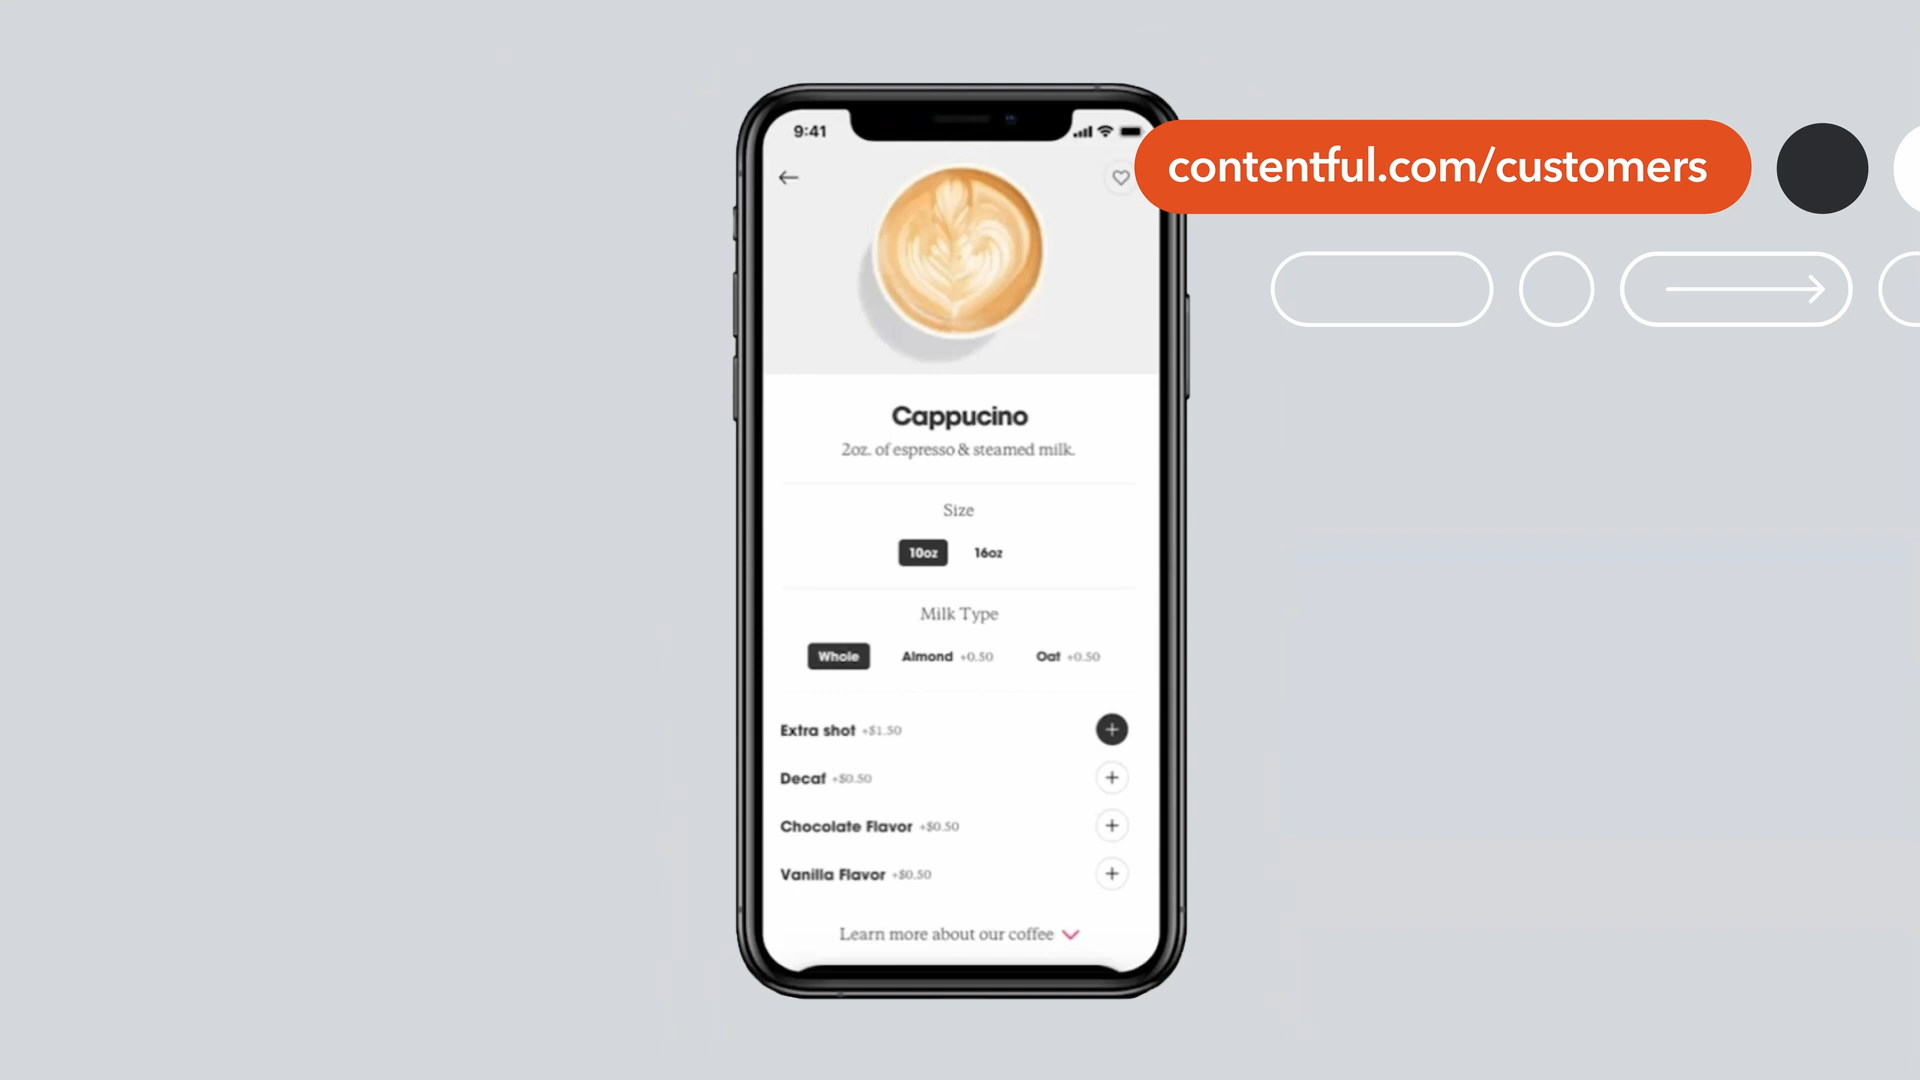 9:41
contentful.com/customers
Cappucino
2oz. of espresso & steamed milk.
Size
10oz 16oz
Milk Type
Whole Almond +0.50 Oat +0.50
Extra shot +$1.50
Decaf +$0.50
Chocolate Flavor +$0.50
Vanilla Flavor +$0.50
Learn more about our coffee